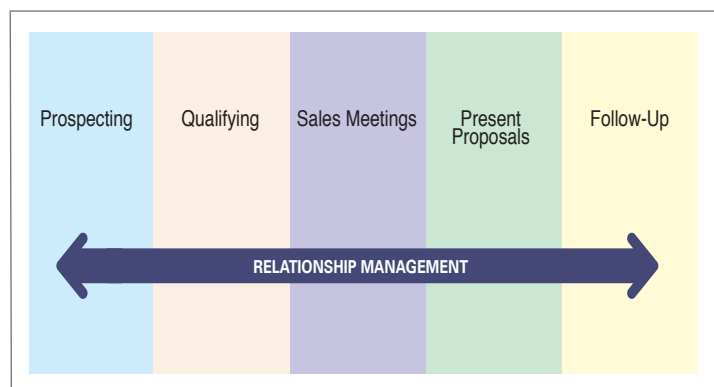 Prospecting
Qualifying
Sales Meetings
Present
Proposals
Follow-Up
RELATIONSHIP MANAGEMENT